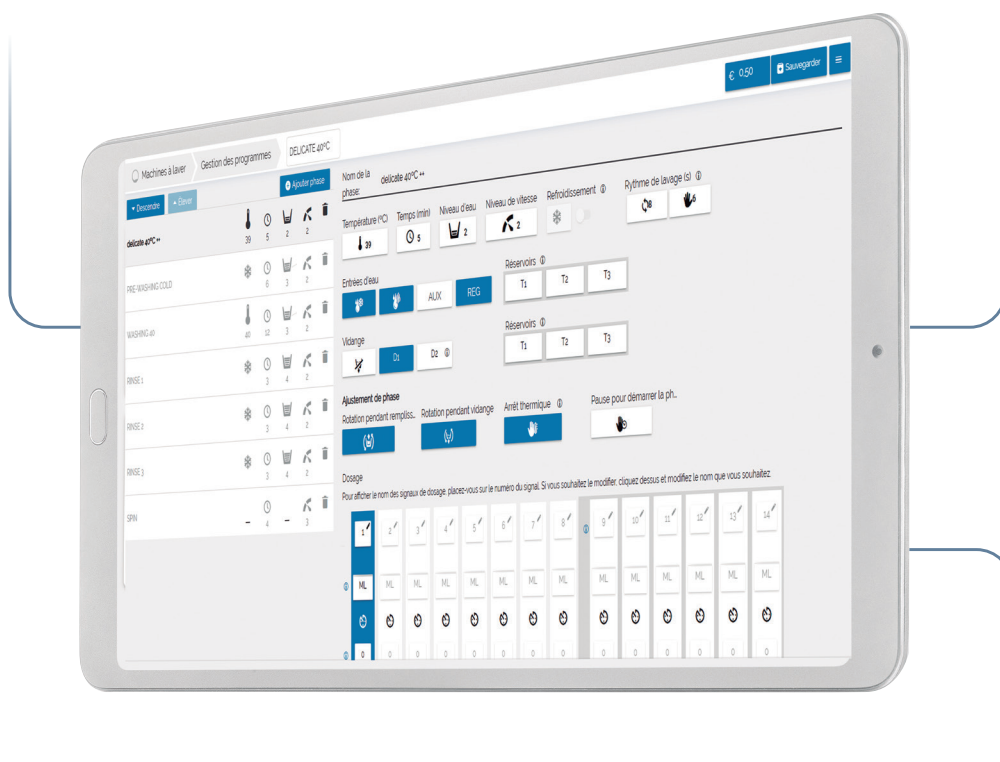 € 0,50 Sauvegarder
Machines à laver Gestion des programmes DELICATE 40ºC
Descendre Élever Ajouter phase
Nom de la phase: delicate 40ºC **
delicate 40ºC ** 39 5 2 2
PRE-WASHING COLD 6 3 2
WASHING 40 40 12 3 2
RINSE 1 3 4 2
RINSE 2 3 4 2
RINSE 3 3 4 2
SPIN – 4 – 3
Température (ºC) Temps (min) Niveau d'eau Niveau de vitesse Refroidissement Rythme de lavage (s)
39 5 2 2 18 6
Entrées d'eau Réservoirs
AUX REG T1 T2 T3
Vidange Réservoirs
D1 D2 T1 T2 T3
Ajustement de phase
Rotation pendant rempliss.. Rotation pendant vidange Arrêt thermique Pause pour démarrer la ph..
Dosage
Pour afficher le nom des signaux de dosage, placez-vous sur le numéro du signal. Si vous souhaitez le modifier, cliquez dessus et modifiez le nom que vous souhaitez.
1 2 3 4 5 6 7 8 9 10 11 12 13 14
ML ML ML ML ML ML ML ML ML ML ML ML ML ML
0 0 0 0 0 0 0 0 0 0 0 0 0 0